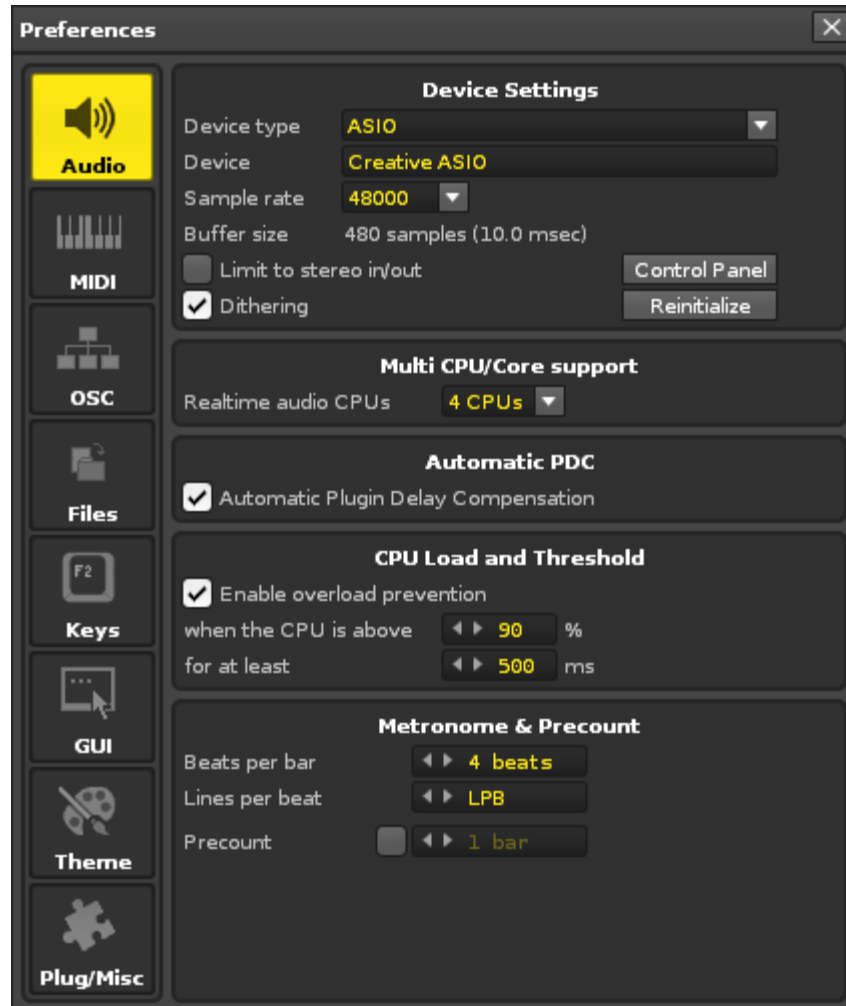 Preferences
Audio
MIDI
OSC
Files
F2
Keys
GUI
Theme
Plug/Misc
Device Settings
Device type ASIO
Device Creative ASIO
Sample rate 48000
Buffer size 480 samples (10.0 msec)
Limit to stereo in/out Control Panel
Dithering Reinitialize
Multi CPU/Core support
Realtime audio CPUs 4 CPUs
Automatic PDC
Automatic Plugin Delay Compensation
CPU Load and Threshold
Enable overload prevention
when the CPU is above 90 %
for at least 500 ms
Metronome & Precount
Beats per bar 4 beats
Lines per beat LPB
Precount 1 bar